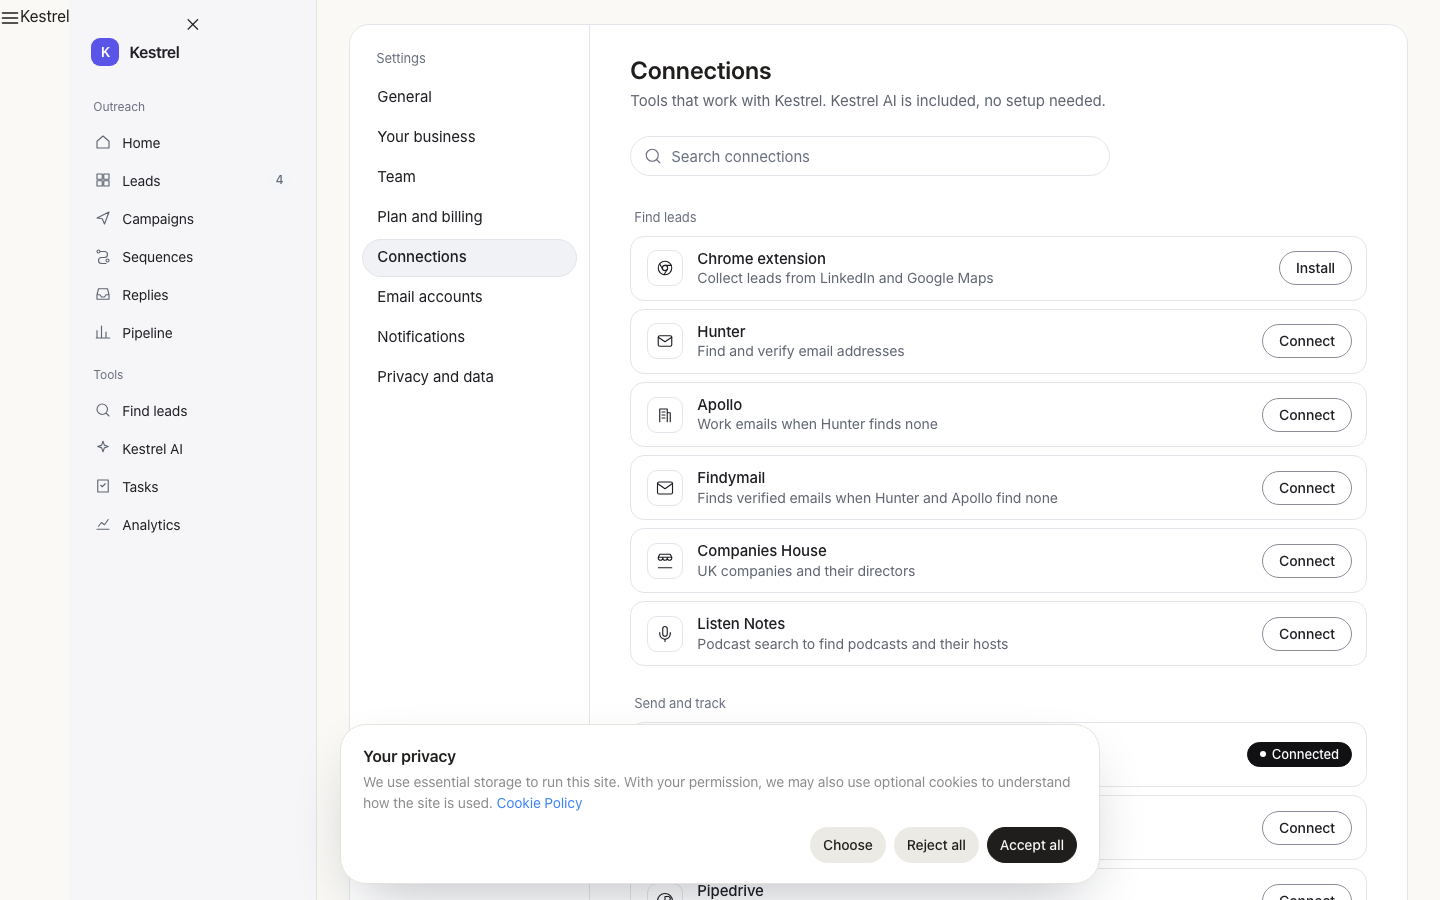 Kestrel
K Kestrel
Outreach
Home
Leads 4
Campaigns
Sequences
Replies
Pipeline
Tools
Find leads
Kestrel AI
Tasks
Analytics
Settings
General
Your business
Team
Plan and billing
Connections
Email accounts
Notifications
Privacy and data
Connections
Tools that work with Kestrel. Kestrel AI is included, no setup needed.
Search connections
Find leads
Chrome extension
Collect leads from LinkedIn and Google Maps
Install
Hunter
Find and verify email addresses
Connect
Apollo
Work emails when Hunter finds none
Connect
Findymail
Finds verified emails when Hunter and Apollo find none
Connect
Companies House
UK companies and their directors
Connect
Listen Notes
Podcast search to find podcasts and their hosts
Connect
Send and track
Connected
Connect
Pipedrive
Connect
Your privacy
We use essential storage to run this site. With your permission, we may also use optional cookies to understand
how the site is used. Cookie Policy
Choose
Reject all
Accept all